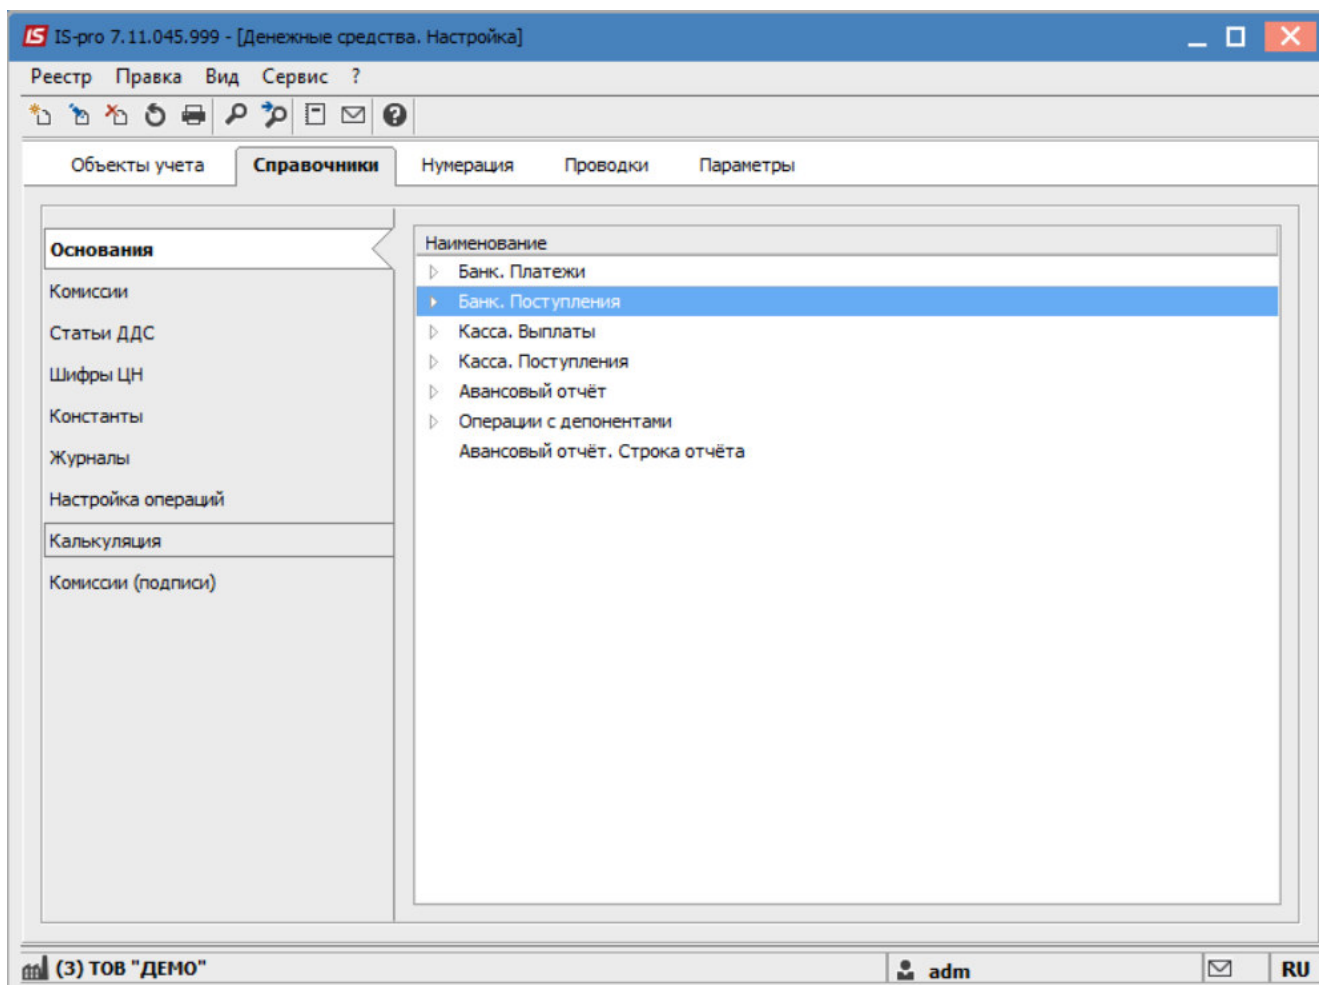 IS IS-pro 7.11.045.999 - [Денежные средства. Настройка]
Реестр Правка Вид Сервис ?
Объекты учета Справочники Нумерация Проводки Параметры
Основания
Комиссии
Статьи ДДС
Шифры ЦН
Константы
Журналы
Настройка операций
Калькуляция
Комиссии (подписи)
Наименование
Банк. Платежи
Банк. Поступления
Касса. Выплаты
Касса. Поступления
Авансовый отчёт
Операции с депонентами
Авансовый отчёт. Строка отчёта
(3) ТОВ "ДЕМО" adm RU